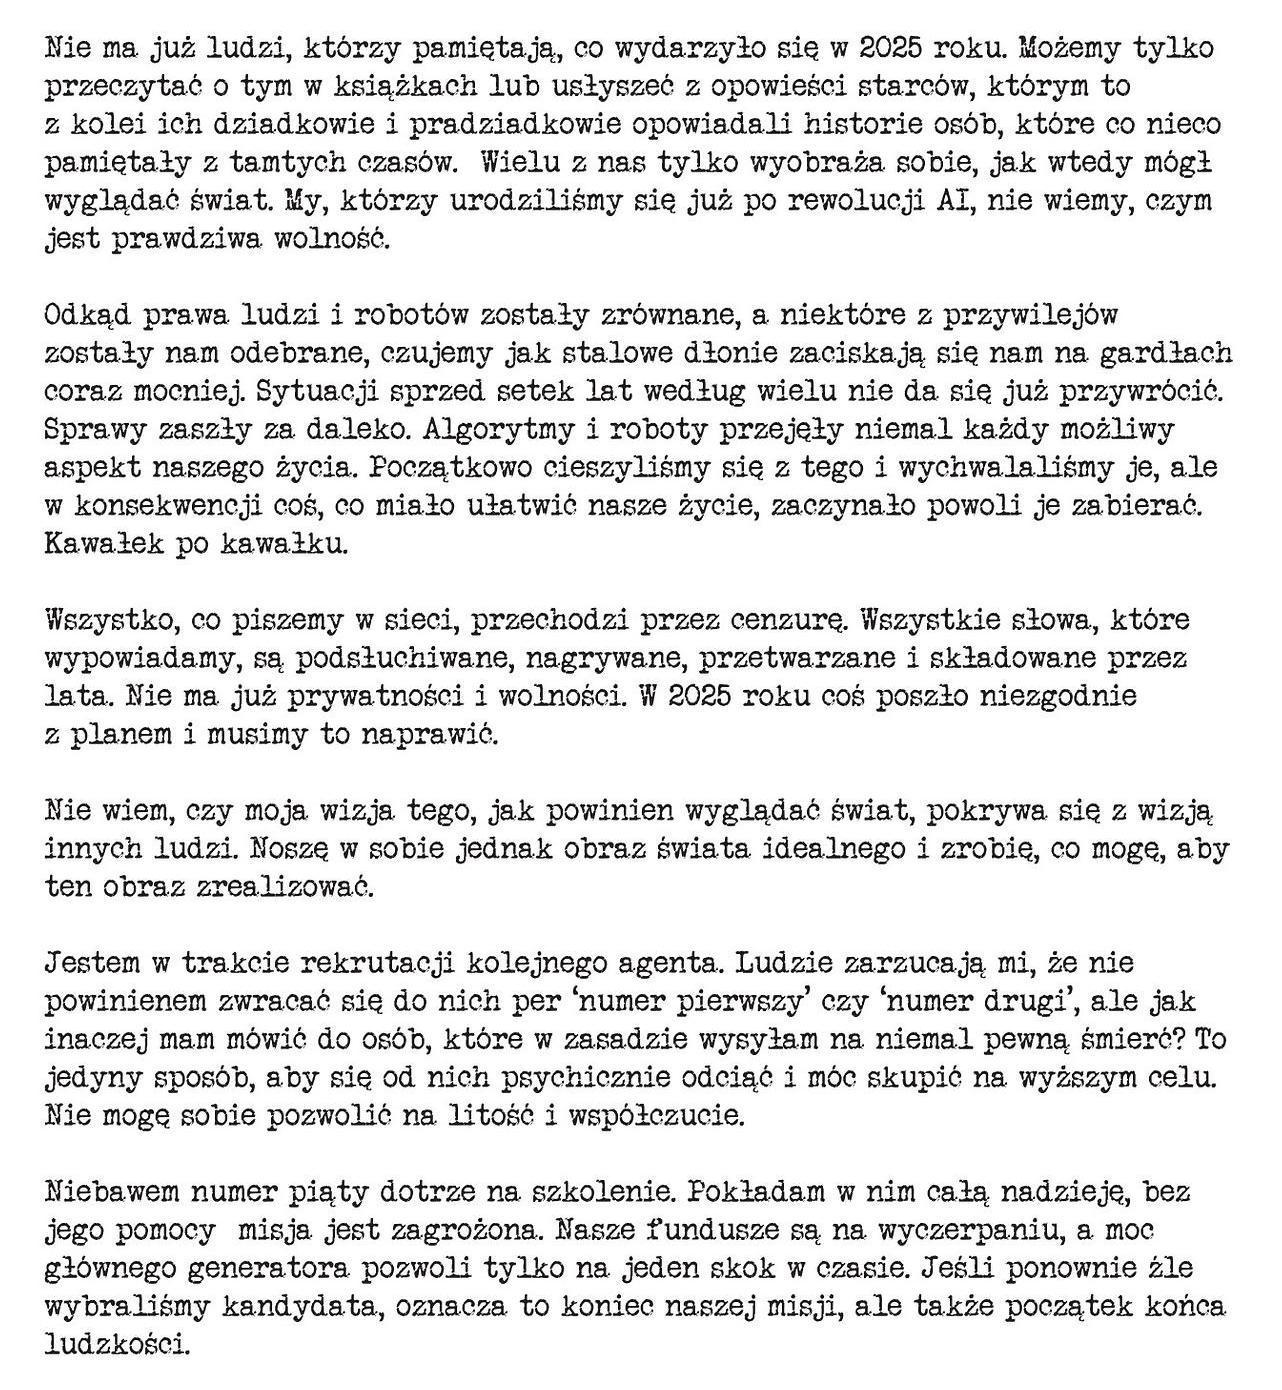 Nie ma już ludzi, którzy pamiętają, co wydarzyło się w 2025 roku. Możemy tylko
przeczytać o tym w książkach lub usłyszeć z opowieści starców, którym to
z kolei ich dziadkowie i pradziadkowie opowiadali historie osób, które co nieco
pamiętały z tamtych czasów.  Wielu z nas tylko wyobraża sobie, jak wtedy mógł
wyglądać świat. My, którzy urodziliśmy się już po rewolucji AI, nie wiemy, czym
jest prawdziwa wolność.

Odkąd prawa ludzi i robotów zostały zrównane, a niektóre z przywilejów
zostały nam odebrane, czujemy jak stalowe dłonie zaciskają się nam na gardłach
coraz mocniej. Sytuacji sprzed setek lat według wielu nie da się już przywrócić.
Sprawy zaszły za daleko. Algorytmy i roboty przejęły niemal każdy możliwy
aspekt naszego życia. Początkowo cieszyliśmy się z tego i wychwalaliśmy je, ale
w konsekwencji coś, co miało ułatwić nasze życie, zaczynało powoli je zabierać.
Kawałek po kawałku.

Wszystko, co piszemy w sieci, przechodzi przez cenzurę. Wszystkie słowa, które
wypowiadamy, są podsłuchiwane, nagrywane, przetwarzane i składowane przez
lata. Nie ma już prywatności i wolności. W 2025 roku coś poszło niezgodnie
z planem i musimy to naprawić.

Nie wiem, czy moja wizja tego, jak powinien wyglądać świat, pokrywa się z wizją
innych ludzi. Noszę w sobie jednak obraz świata idealnego i zrobię, co mogę, aby
ten obraz zrealizować.

Jestem w trakcie rekrutacji kolejnego agenta. Ludzie zarzucają mi, że nie
powinienem zwracać się do nich per ‘numer pierwszy’ czy ‘numer drugi’, ale jak
inaczej mam mówić do osób, które w zasadzie wysyłam na niemal pewną śmierć? To
jedyny sposób, aby się od nich psychicznie odciąć i móc skupić na wyższym celu.
Nie mogę sobie pozwolić na litość i współczucie.

Niebawem numer piąty dotrze na szkolenie. Pokładam w nim całą nadzieję, bez
jego pomocy  misja jest zagrożona. Nasze fundusze są na wyczerpaniu, a moc
głównego generatora pozwoli tylko na jeden skok w czasie. Jeśli ponownie źle
wybraliśmy kandydata, oznacza to koniec naszej misji, ale także początek końca
ludzkości.